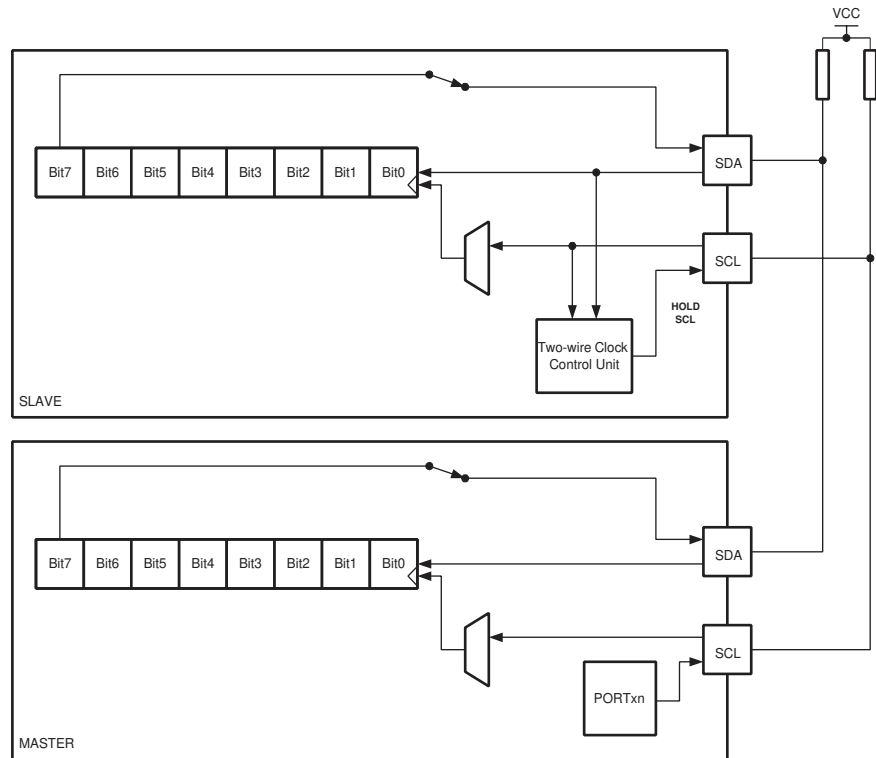 VCC
Bit7 Bit6 Bit5 Bit4 Bit3 Bit2 Bit1 Bit0
SDA
SCL
HOLD
SCL
Two-wire Clock
Control Unit
SLAVE
Bit7 Bit6 Bit5 Bit4 Bit3 Bit2 Bit1 Bit0
SDA
SCL
PORTxn
MASTER